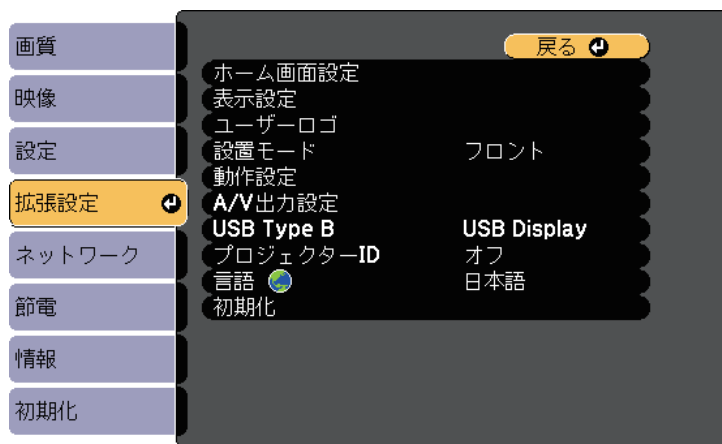 画質
映像
設定
拡張設定
ネットワーク
節電
情報
初期化
戻る
ホーム画面設定
表示設定
ユーザーロゴ
設置モード フロント
動作設定
A/V出力設定
USB Type B USB Display
プロジェクターID オフ
言語 日本語
初期化